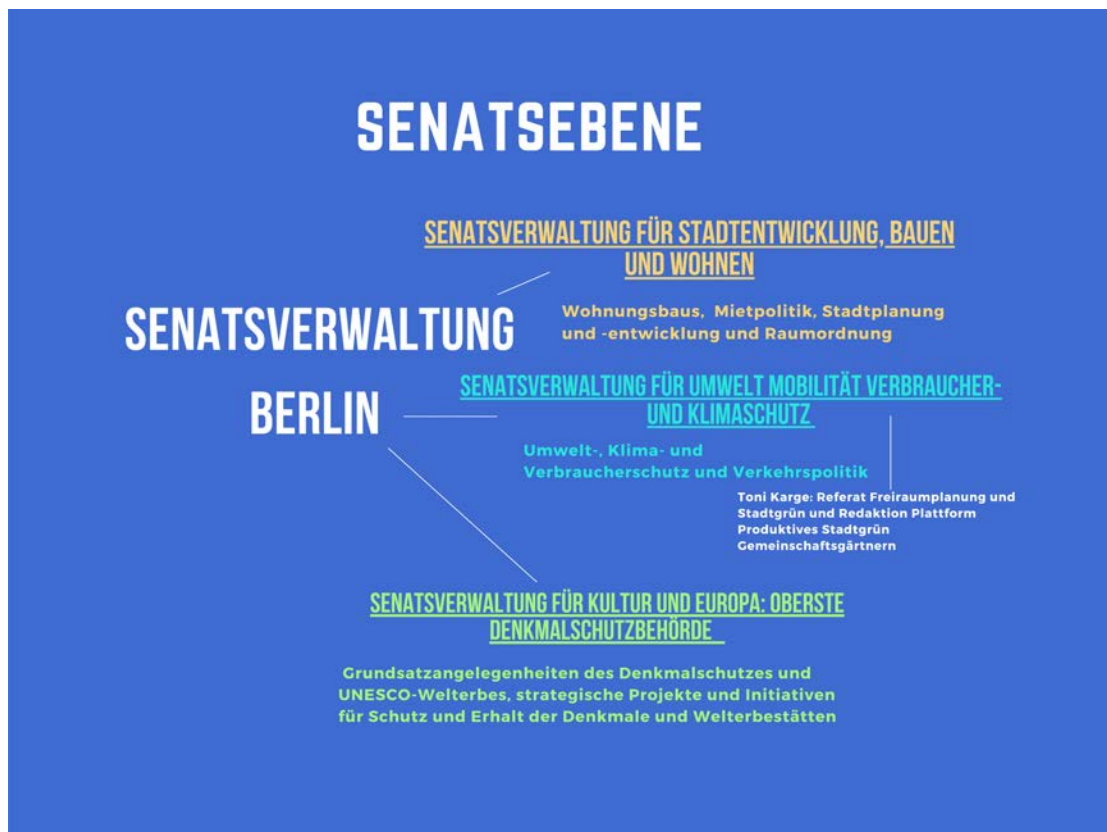 SENATSEBENE
SENATSVERWALTUNG FÜR STADTENTWICKLUNG, BAUEN
UND WOHNEN
Wohnungsbaus, Mietpolitik, Stadtplanung
und -entwicklung und Raumordnung
SENATSVERWALTUNG
BERLIN
SENATSVERWALTUNG FÜR UMWELT MOBILITÄT VERBRAUCHER-
UND KLIMASCHUTZ
Umwelt-, Klima- und
Verbraucherschutz und Verkehrspolitik
Toni Karge: Referat Freiraumplanung und
Stadtgrün und Redaktion Plattform
Produktives Stadtgrün
Gemeinschaftsgärtnern
SENATSVERWALTUNG FÜR KULTUR UND EUROPA: OBERSTE
DENKMALSCHUTZBEHÖRDE
Grundsatzangelegenheiten des Denkmalschutzes und
UNESCO-Welterbes, strategische Projekte und Initiativen
für Schutz und Erhalt der Denkmale und Welterbestätten